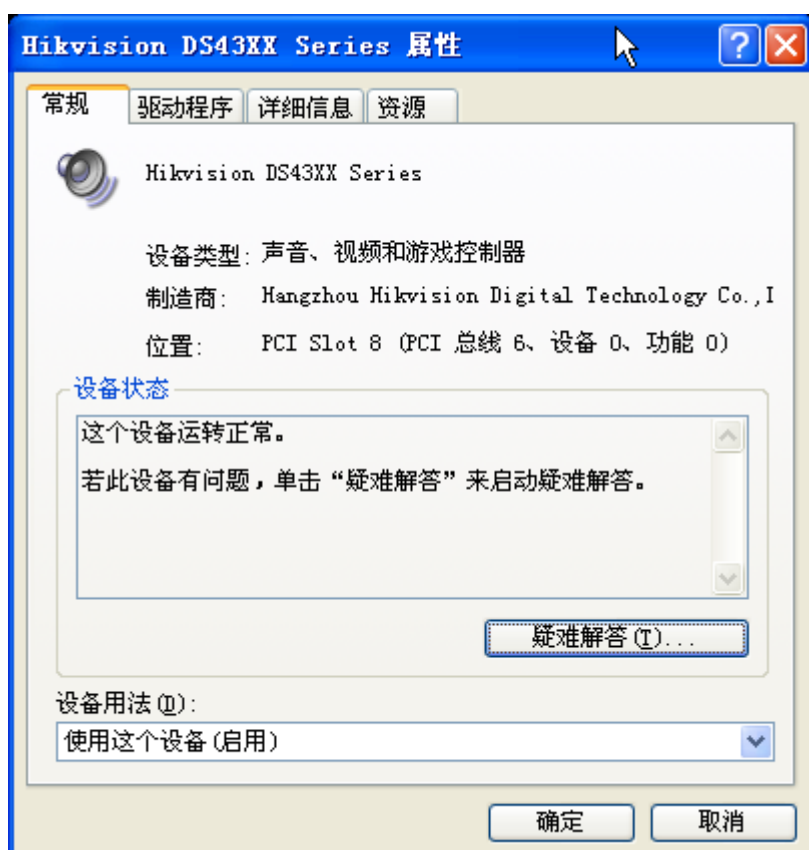 Hikvision DS43XX Series 属性
常规 驱动程序 详细信息 资源
Hikvision DS43XX Series
设备类型: 声音、视频和游戏控制器
制造商: Hangzhou Hikvision Digital Technology Co.,I
位置: PCI Slot 8 (PCI 总线 6、设备 0、功能 0)
设备状态
这个设备运转正常。
若此设备有问题，单击“疑难解答”来启动疑难解答。
疑难解答(T)...
设备用法(D):
使用这个设备(启用)
确定 取消